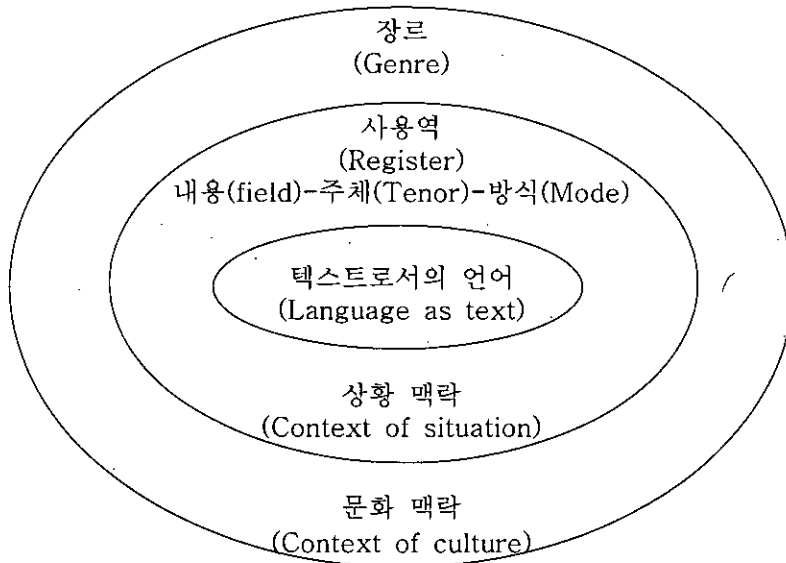 장르
(Genre)
사용역
(Register)
내용(field)-주체(Tenor)-방식(Mode)
텍스트로서의 언어
(Language as text)
상황 맥락
(Context of situation)
문화 맥락
(Context of culture)